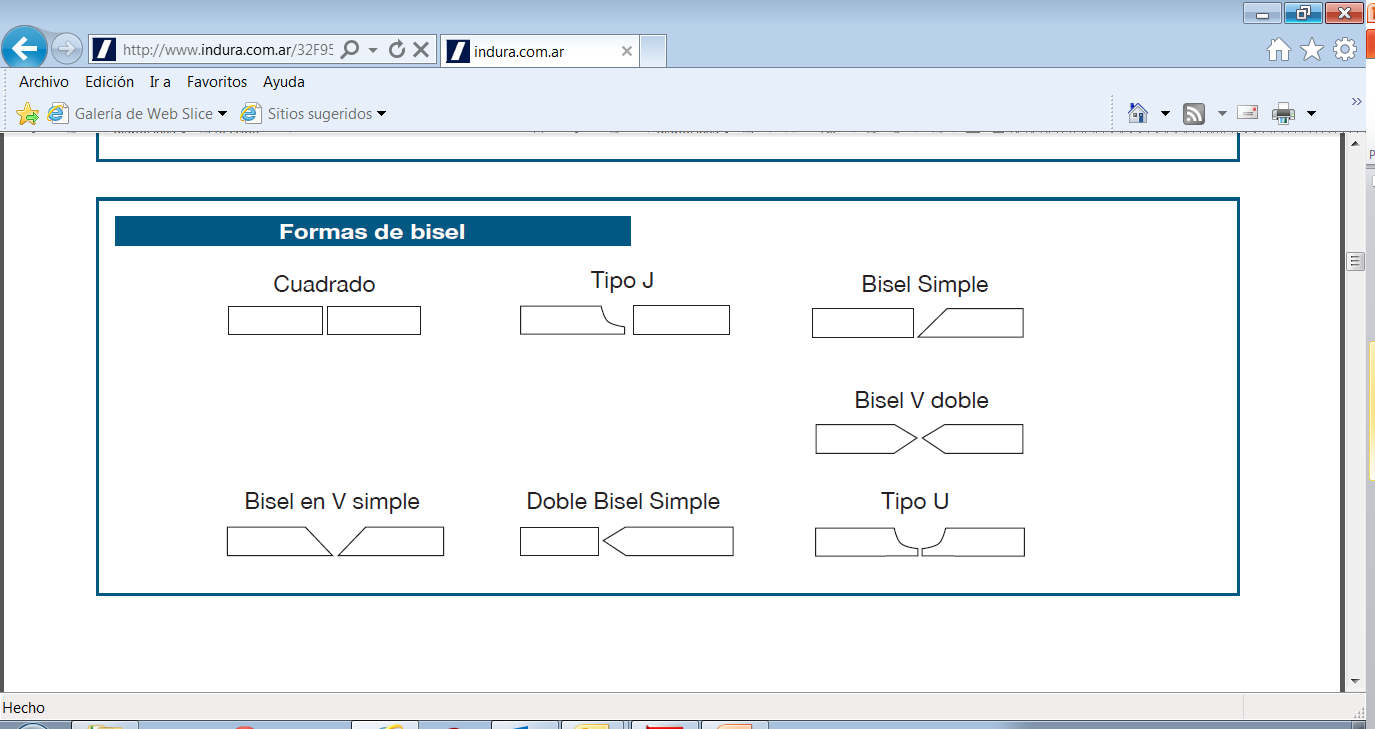 http://www.indura.com.ar/32F95
indura.com.ar
Archivo Edición Ir a Favoritos Ayuda
Galería de Web Slice Sitios sugeridos
Formas de bisel
Cuadrado Tipo J Bisel Simple
Bisel V doble
Bisel en V simple Doble Bisel Simple Tipo U
Hecho